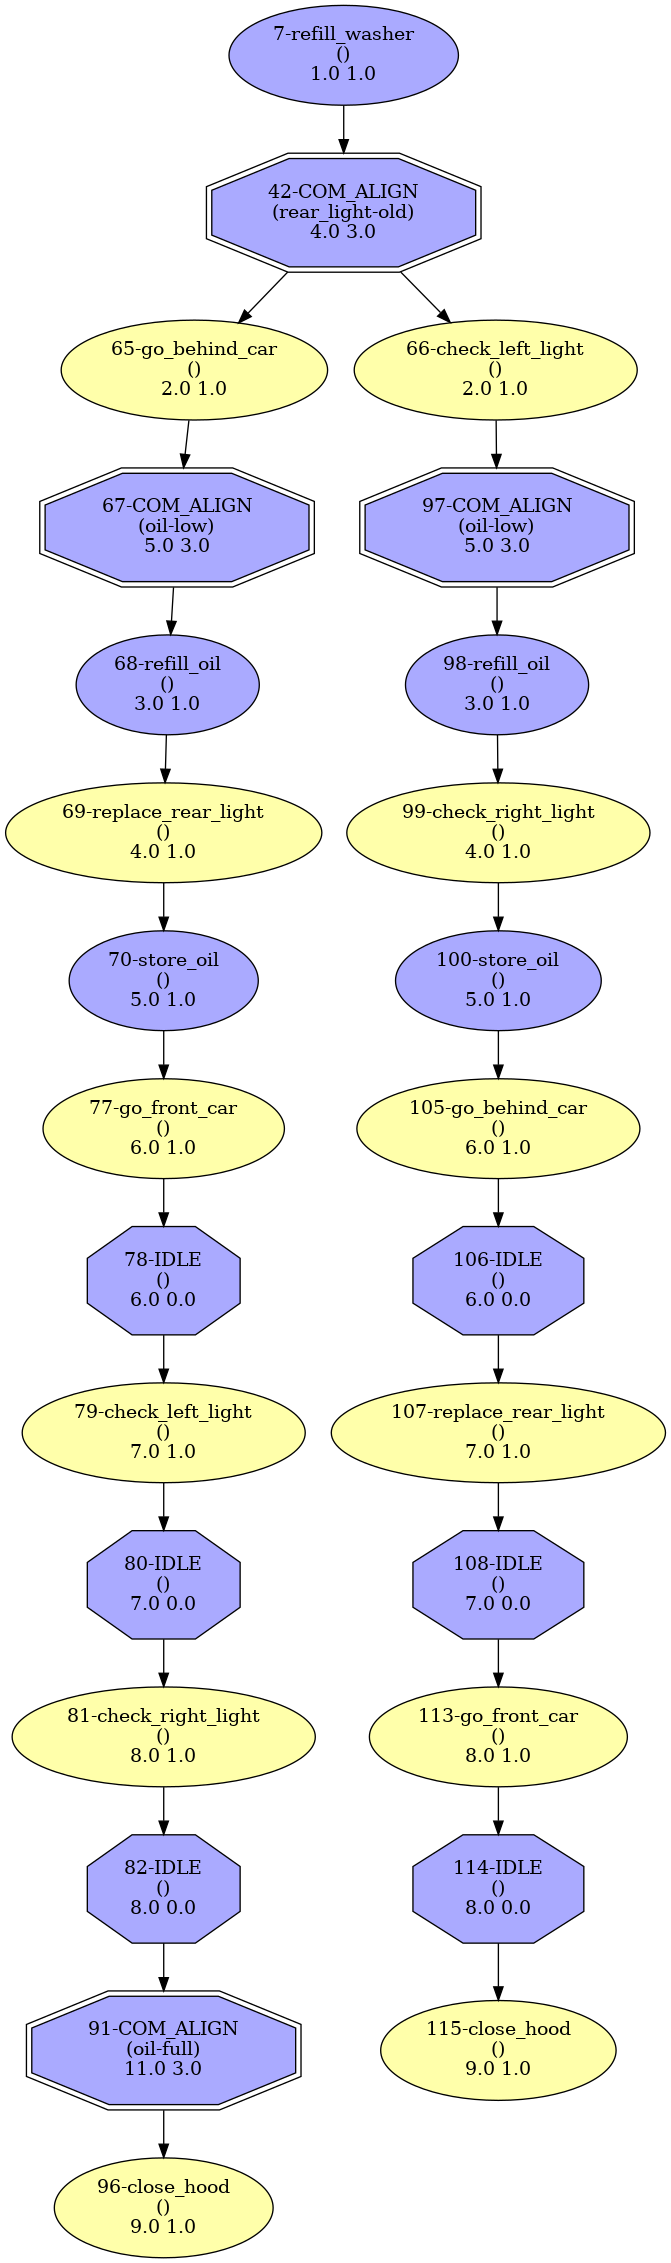 7-refill_washer
()
1.0 1.0
42-COM_ALIGN
(rear_light-old)
4.0 3.0
65-go_behind_car
()
2.0 1.0
66-check_left_light
()
2.0 1.0
67-COM_ALIGN
(oil-low)
5.0 3.0
97-COM_ALIGN
(oil-low)
5.0 3.0
68-refill_oil
()
3.0 1.0
98-refill_oil
()
3.0 1.0
69-replace_rear_light
()
4.0 1.0
99-check_right_light
()
4.0 1.0
70-store_oil
()
5.0 1.0
100-store_oil
()
5.0 1.0
77-go_front_car
()
6.0 1.0
105-go_behind_car
()
6.0 1.0
78-IDLE
()
6.0 0.0
106-IDLE
()
6.0 0.0
79-check_left_light
()
7.0 1.0
107-replace_rear_light
()
7.0 1.0
80-IDLE
()
7.0 0.0
108-IDLE
()
7.0 0.0
81-check_right_light
()
8.0 1.0
113-go_front_car
()
8.0 1.0
82-IDLE
()
8.0 0.0
114-IDLE
()
8.0 0.0
91-COM_ALIGN
(oil-full)
11.0 3.0
115-close_hood
()
9.0 1.0
96-close_hood
()
9.0 1.0